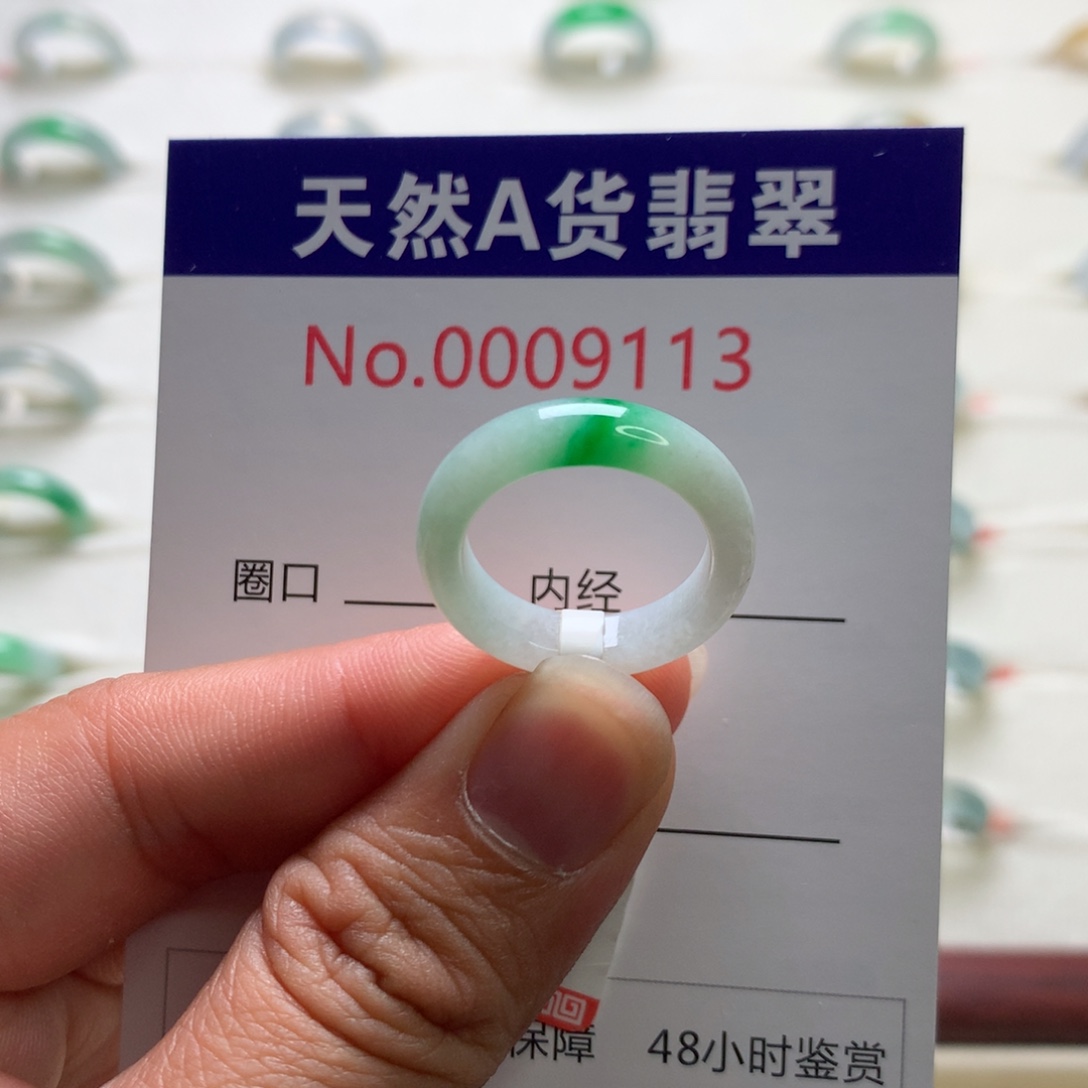 天然A货翡翠
No.0009113
圈口 内经
保障 48小时鉴赏